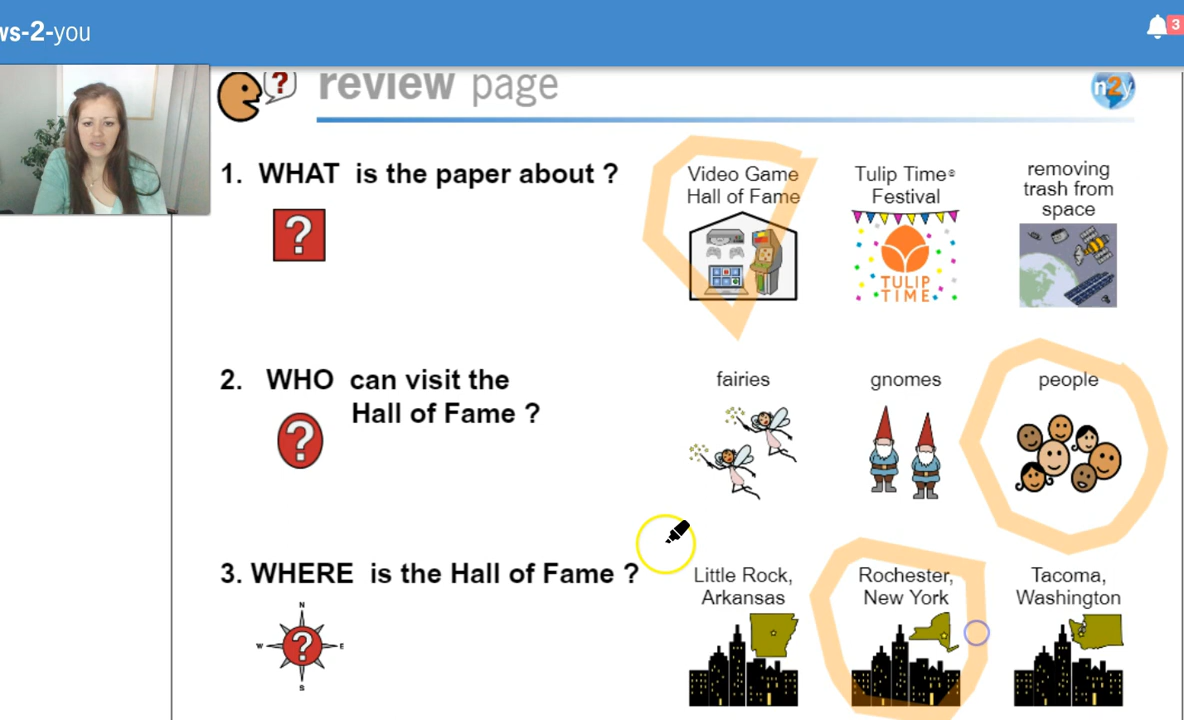 ws-2-you
3
review page
n2y
1. WHAT is the paper about ?
Video Game
Hall of Fame
Tulip Time®
Festival
TULIP
TIME
removing
trash from
space
2. WHO can visit the
Hall of Fame ?
fairies
gnomes
people
3. WHERE is the Hall of Fame ?
N
W
E
S
Little Rock,
Arkansas
Rochester,
New York
Tacoma,
Washington